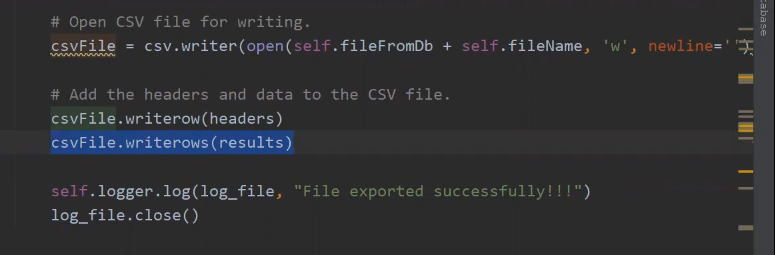 # Open CSV file for writing.
csvFile = csv.writer(open(self.fileFromDb + self.fileName, 'w', newline=''),
# Add the headers and data to the CSV file.
csvFile.writerow(headers)
csvFile.writerows(results)
self.logger.log(log_file, "File exported successfully!!!")
log_file.close()